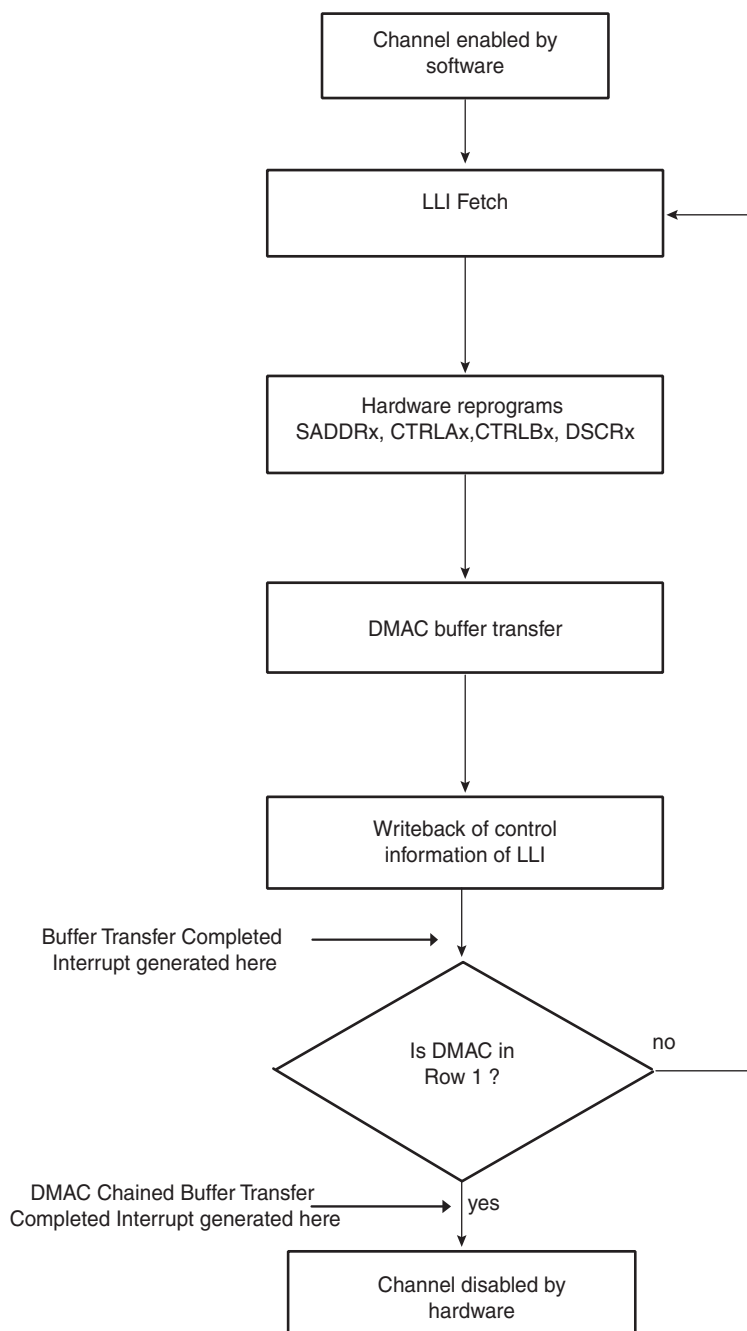 Channel enabled by
software
LLI Fetch
Hardware reprograms
SADDRx, CTRLAx,CTRLBx, DSCRx
DMAC buffer transfer
Writeback of control
information of LLI
Buffer Transfer Completed
Interrupt generated here
Is DMAC in
Row 1 ?
no
DMAC Chained Buffer Transfer
Completed Interrupt generated here
yes
Channel disabled by
hardware